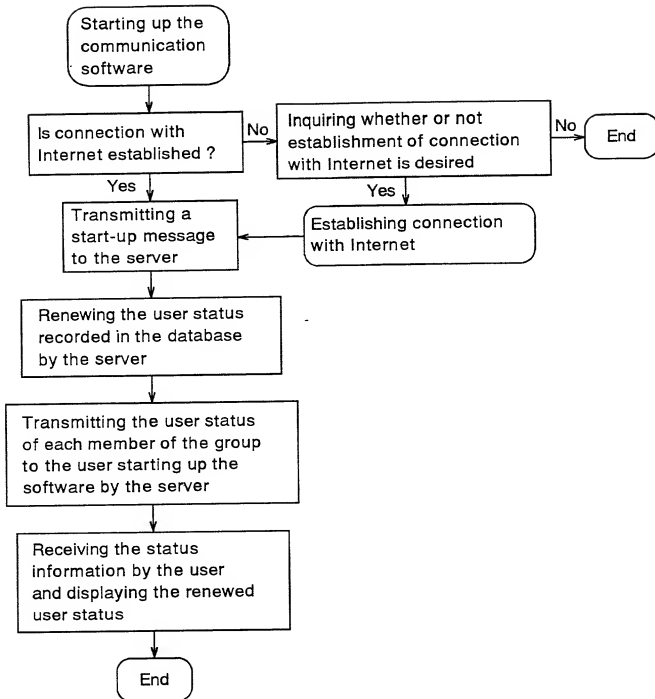 Starting up the
communication
software
Is connection with
Internet established ?
No
Inquiring whether or not
establishment of connection
with Internet is desired
No
End
Yes
Yes
Transmitting a
start-up message
to the server
Establishing connection
with Internet
Renewing the user status
recorded in the database
by the server
Transmitting the user status
of each member of the group
to the user starting up the
software by the server
Receiving the status
information by the user
and displaying the renewed
user status
End